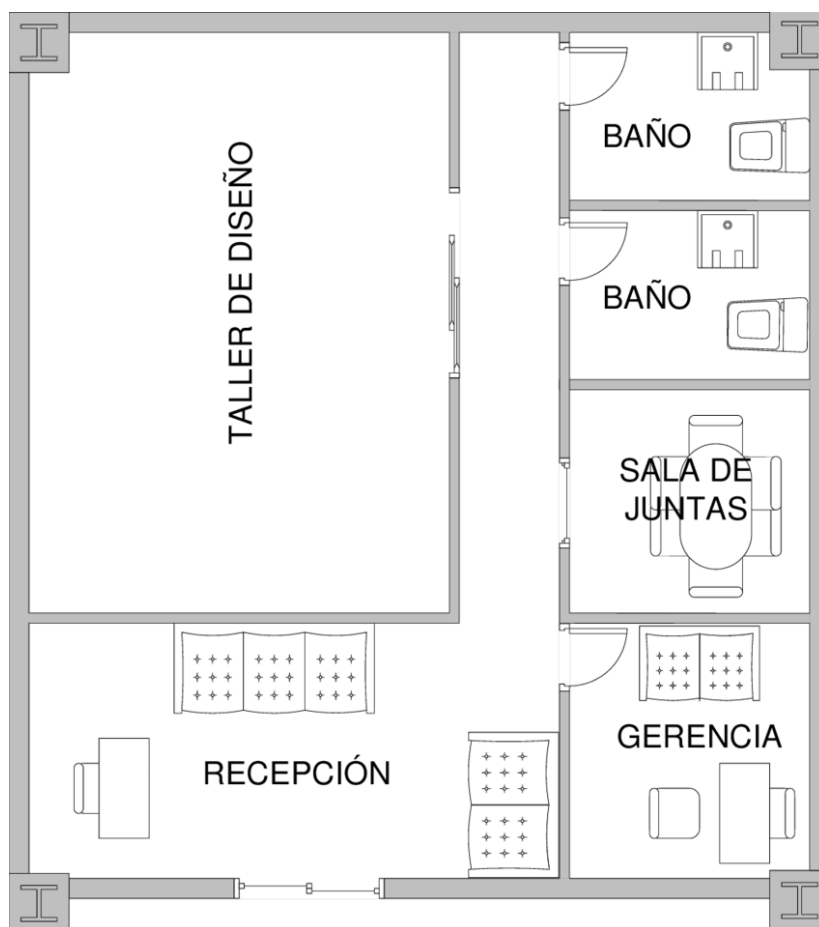 BAÑO
TALLER DE DISEÑO
BAÑO
SALA DE
JUNTAS
GERENCIA
RECEPCIÓN